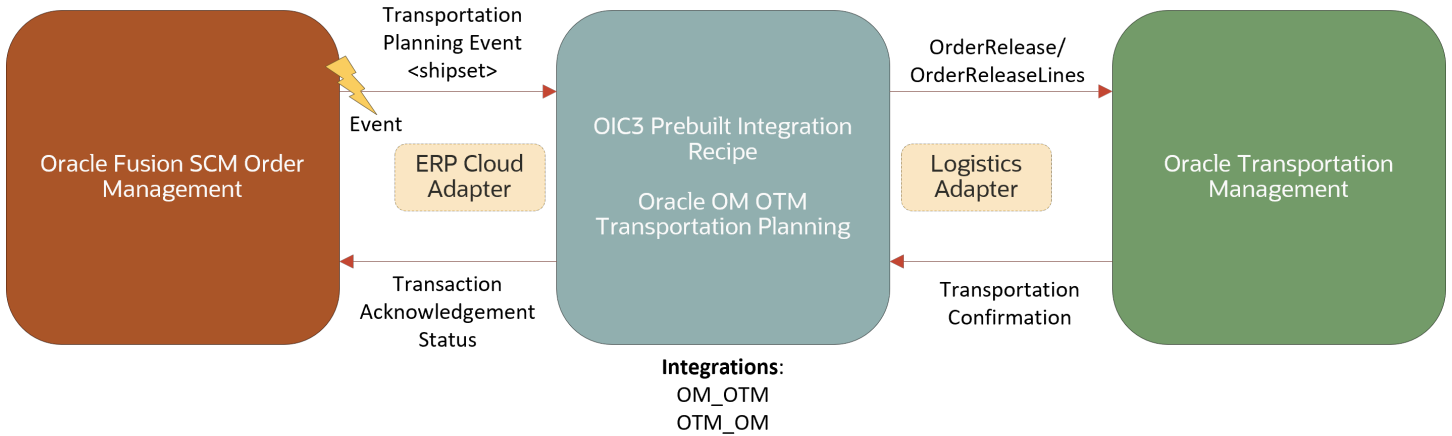 Transportation
Planning Event
<shipset>
Event
Oracle Fusion SCM Order
Management
ERP Cloud
Adapter
Transaction
Acknowledgement
Status
OIC3 Prebuilt Integration
Recipe
Oracle OM OTM
Transportation Planning
Integrations:
OM_OTM
OTM_OM
OrderRelease/
OrderReleaseLines
Logistics
Adapter
Transportation
Confirmation
Oracle Transportation
Management